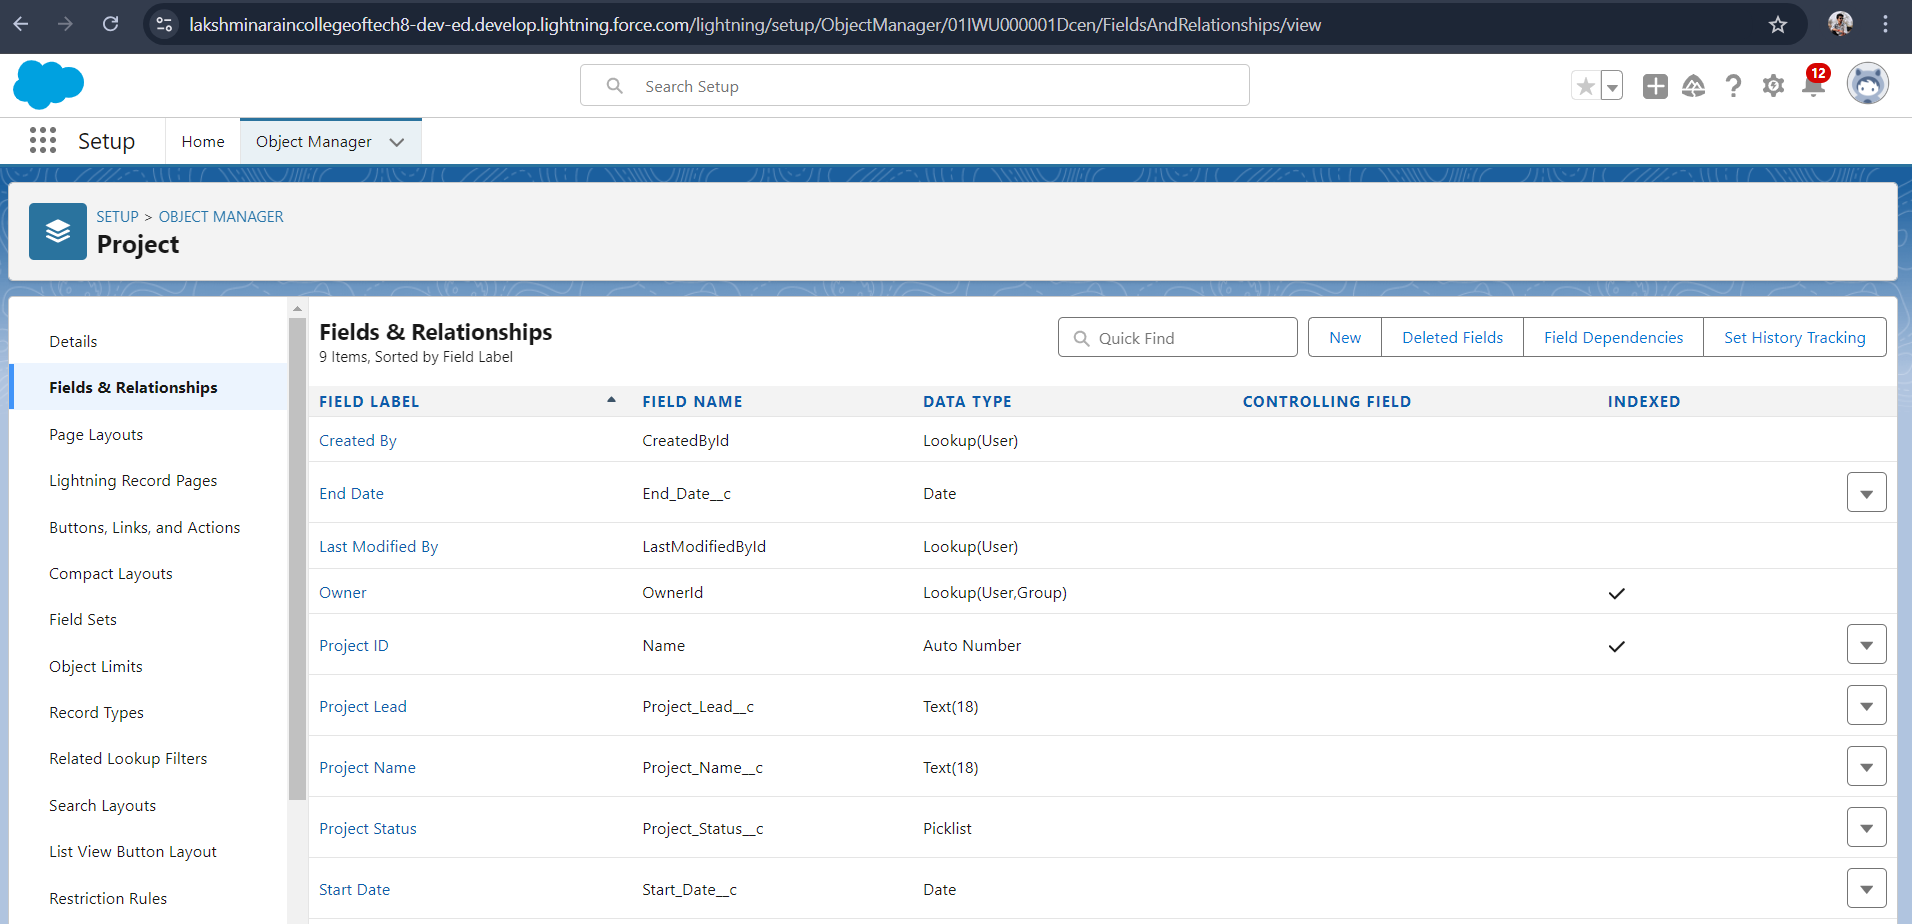 lakshminaraincollegeoftech8-dev-ed.develop.lightning.force.com/lightning/setup/ObjectManager/01IWU000001Dcen/FieldsAndRelationships/view
Search Setup
12
Setup
Home
Object Manager
SETUP > OBJECT MANAGER
Project
Details
Fields & Relationships
Page Layouts
Lightning Record Pages
Buttons, Links, and Actions
Compact Layouts
Field Sets
Object Limits
Record Types
Related Lookup Filters
Search Layouts
List View Button Layout
Restriction Rules
Fields & Relationships
9 Items, Sorted by Field Label
Quick Find
New
Deleted Fields
Field Dependencies
Set History Tracking
FIELD LABEL FIELD NAME DATA TYPE CONTROLLING FIELD INDEXED
Created By CreatedById Lookup(User)
End Date End_Date__c Date
Last Modified By LastModifiedById Lookup(User)
Owner OwnerId Lookup(User,Group)
Project ID Name Auto Number
Project Lead Project_Lead__c Text(18)
Project Name Project_Name__c Text(18)
Project Status Project_Status__c Picklist
Start Date Start_Date__c Date